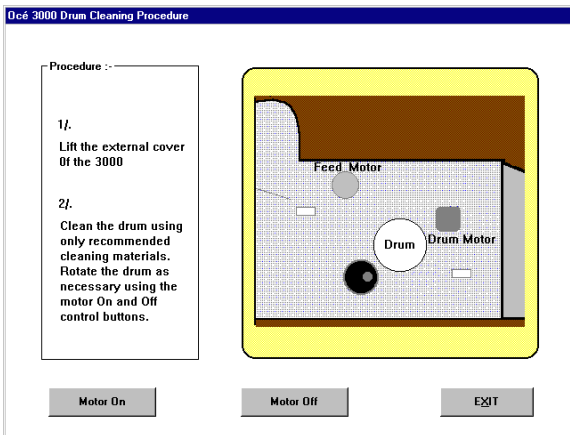 Océ 3000 Drum Cleaning Procedure
Procedure :-
1/.
Lift the external cover
0f the 3000
2/.
Clean the drum using
only recommended
cleaning materials.
Rotate the drum as
necessary using the
motor On and Off
control buttons.
Feed Motor
Drum
Drum Motor
Motor On
Motor Off
EXIT